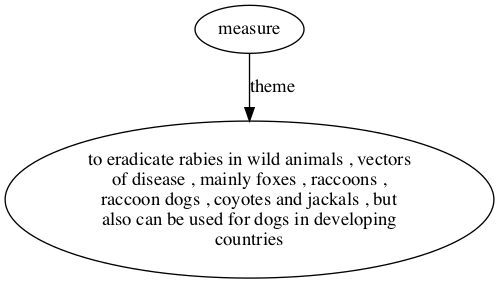 measure
theme
to eradicate rabies in wild animals , vectors
of disease , mainly foxes , raccoons ,
raccoon dogs , coyotes and jackals , but
also can be used for dogs in developing
countries